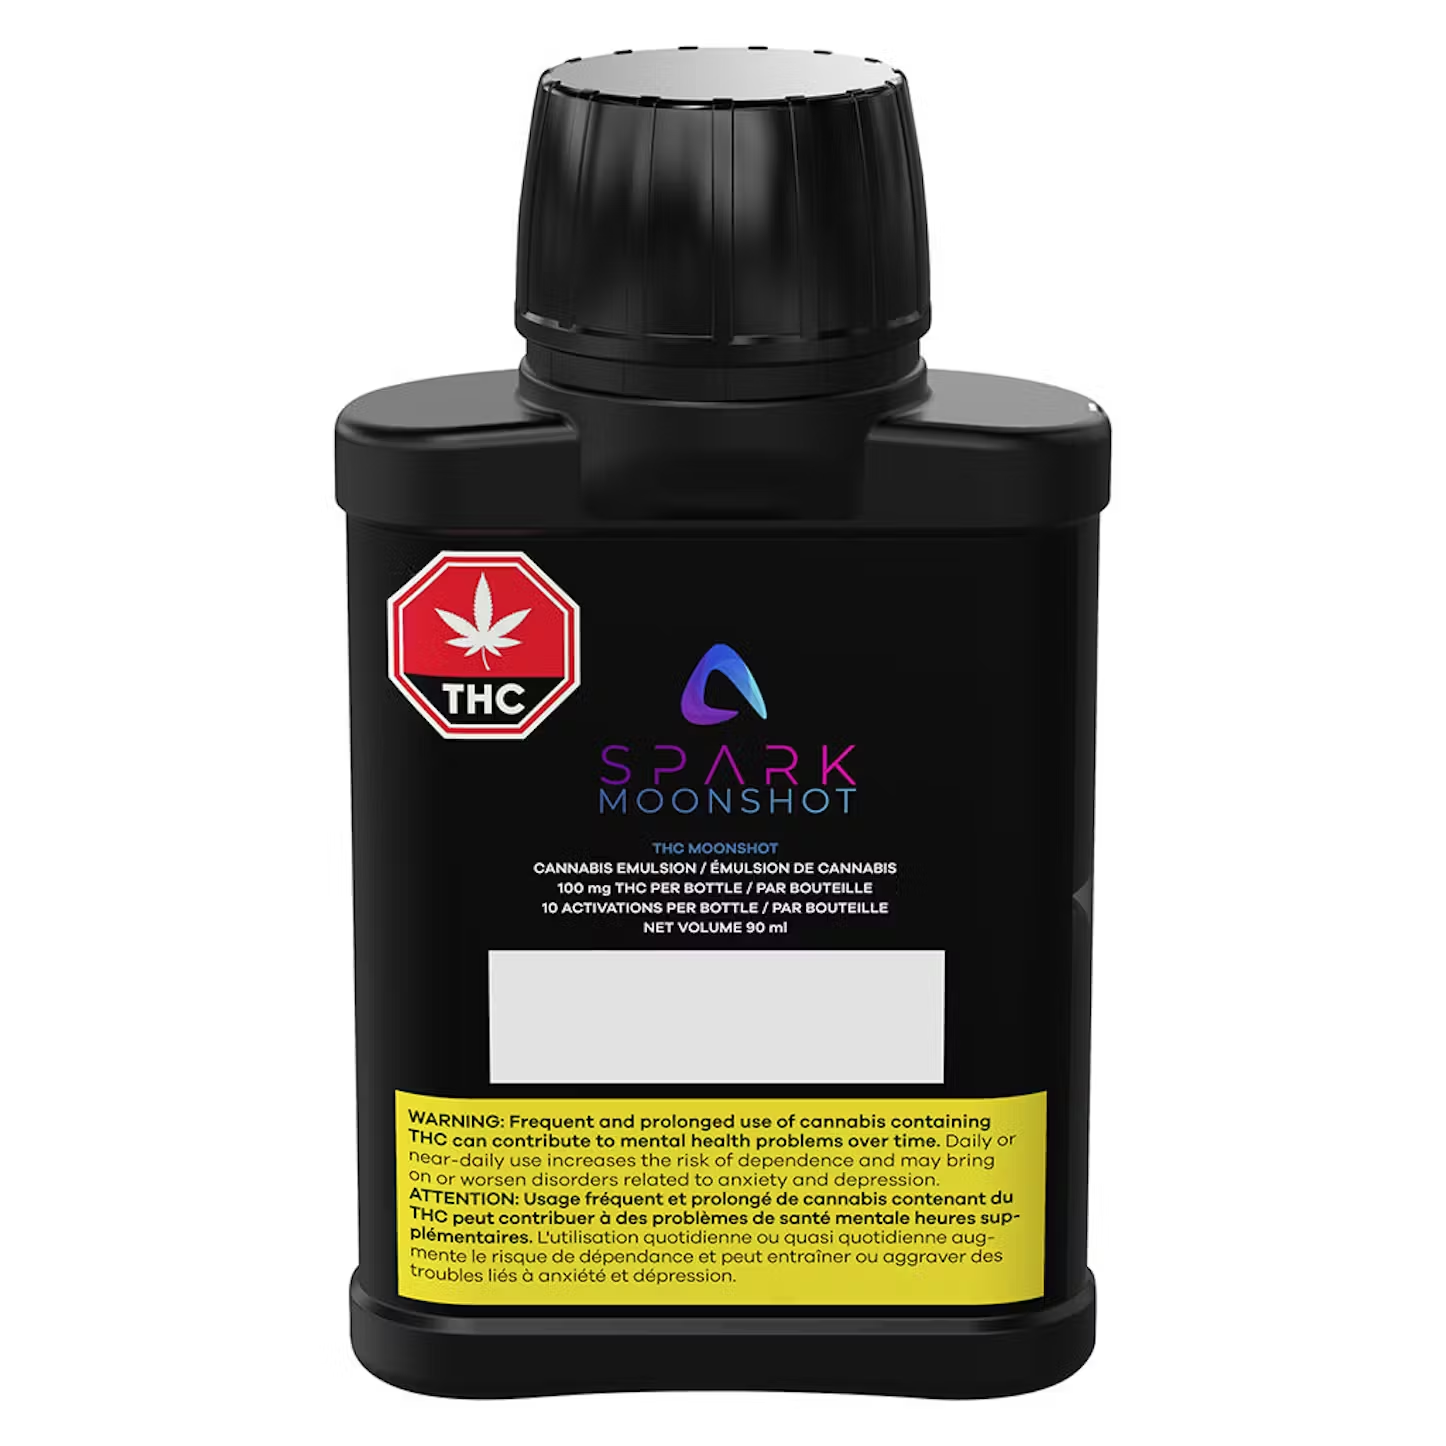 THC
SPARK
MOONSHOT
THC MOONSHOT
CANNABIS EMULSION / ÉMULSION DE CANNABIS
100 mg THC PER BOTTLE / PAR BOUTEILLE
10 ACTIVATIONS PER BOTTLE / PAR BOUTEILLE
NET VOLUME 90 ml
WARNING: Frequent and prolonged use of cannabis containing
THC can contribute to mental health problems over time. Daily or
near-daily use increases the risk of dependence and may bring
on or worsen disorders related to anxiety and depression.
ATTENTION: Usage fréquent et prolongé de cannabis contenant du
THC peut contribuer à des problèmes de santé mentale heures sup-
plémentaires. L'utilisation quotidienne ou quasi quotidienne aug-
mente le risque de dépendance et peut entraîner ou aggraver des
troubles liés à anxiété et dépression.